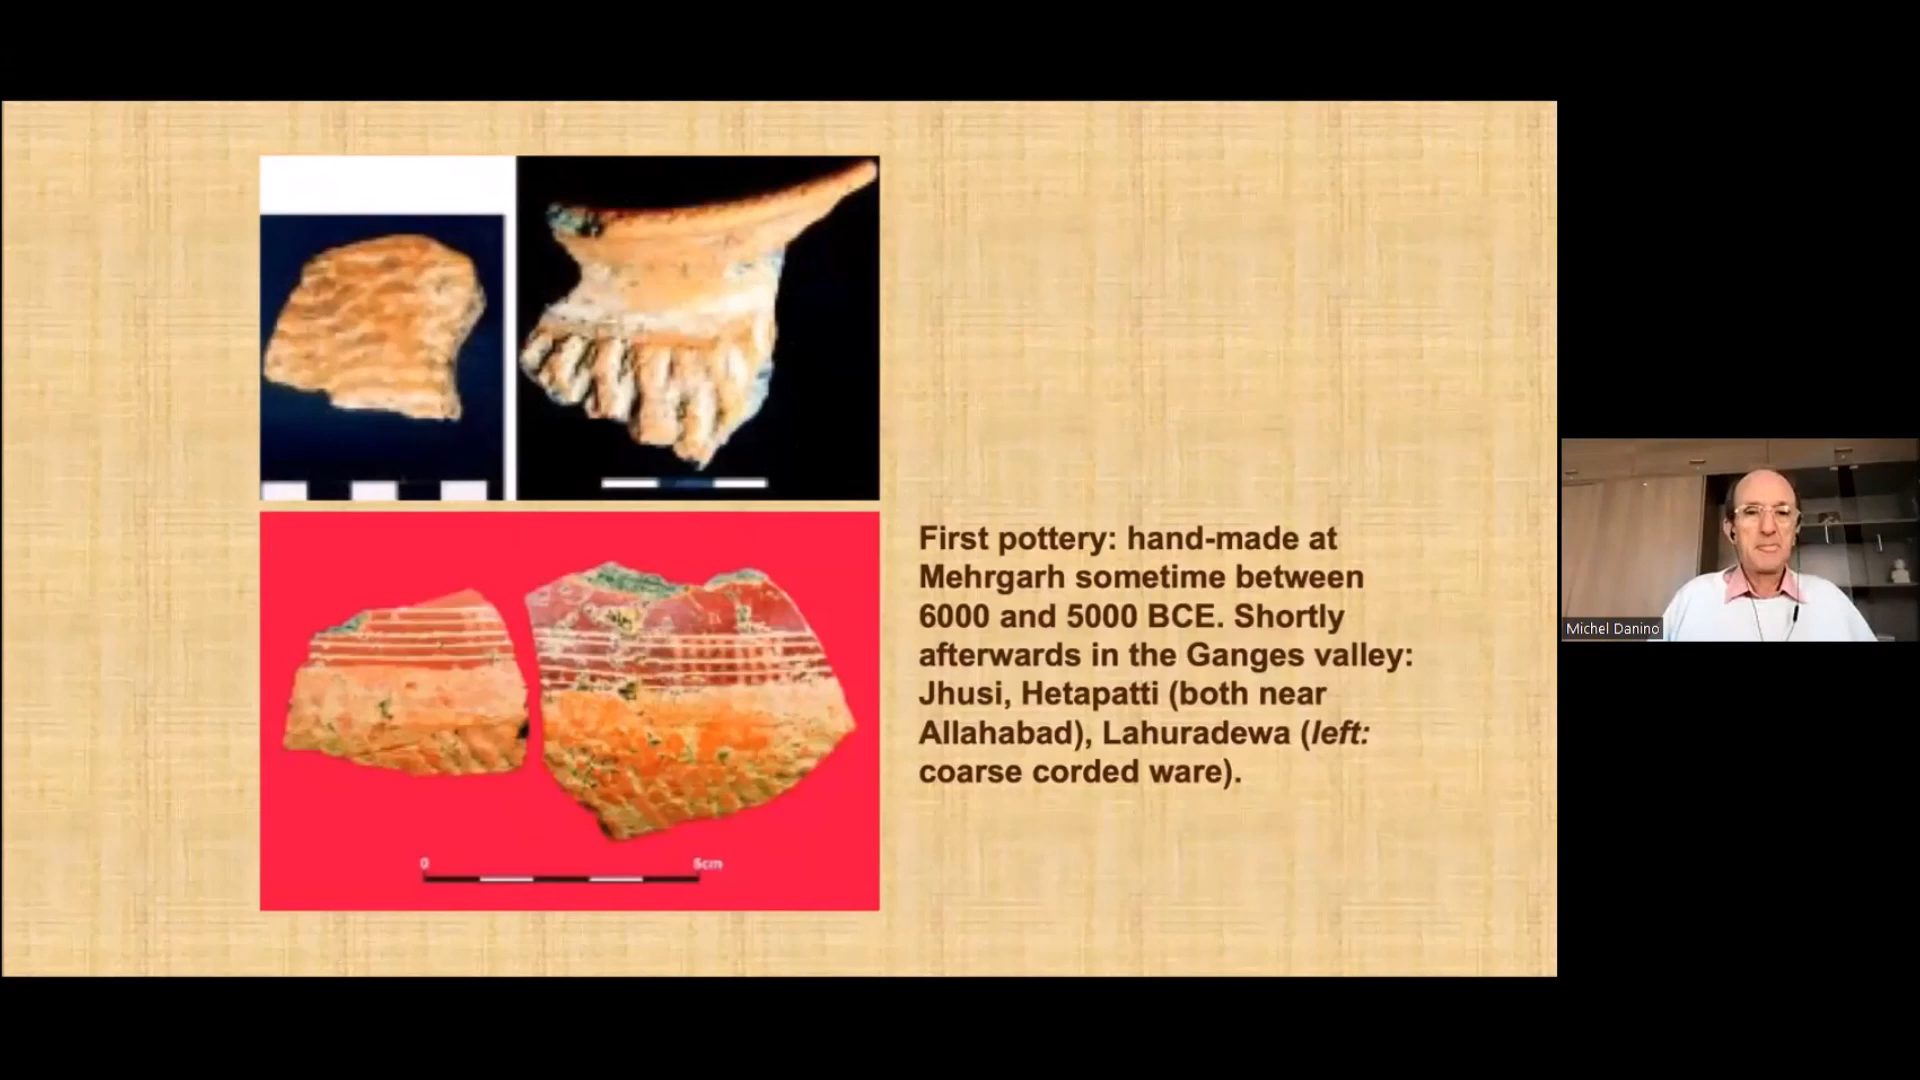 First pottery: hand-made at
Mehrgarh sometime between
6000 and 5000 BCE. Shortly
afterwards in the Ganges valley:
Jhusi, Hetapatti (both near
Allahabad), Lahuradewa (left:
coarse corded ware).
0 5cm
Michel Danino